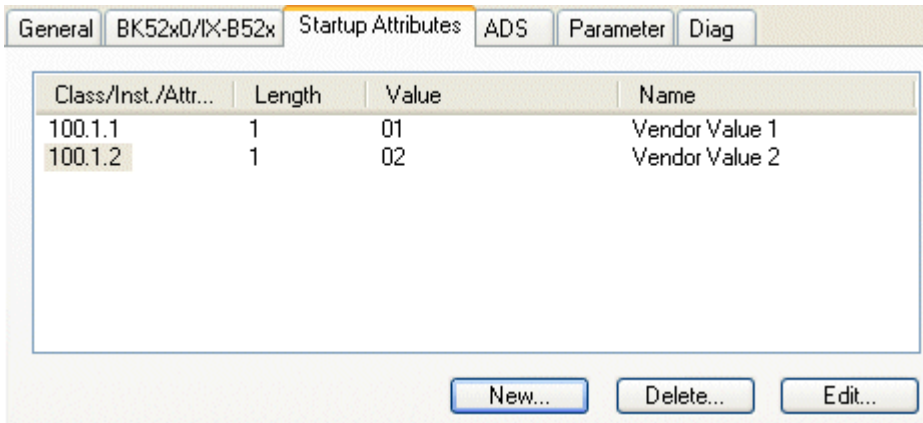 General BK52x0/IX-B52x Startup Attributes ADS Parameter Diag
Class/Inst./Attr... Length Value Name
100.1.1 1 01 Vendor Value 1
100.1.2 1 02 Vendor Value 2
New... Delete... Edit...